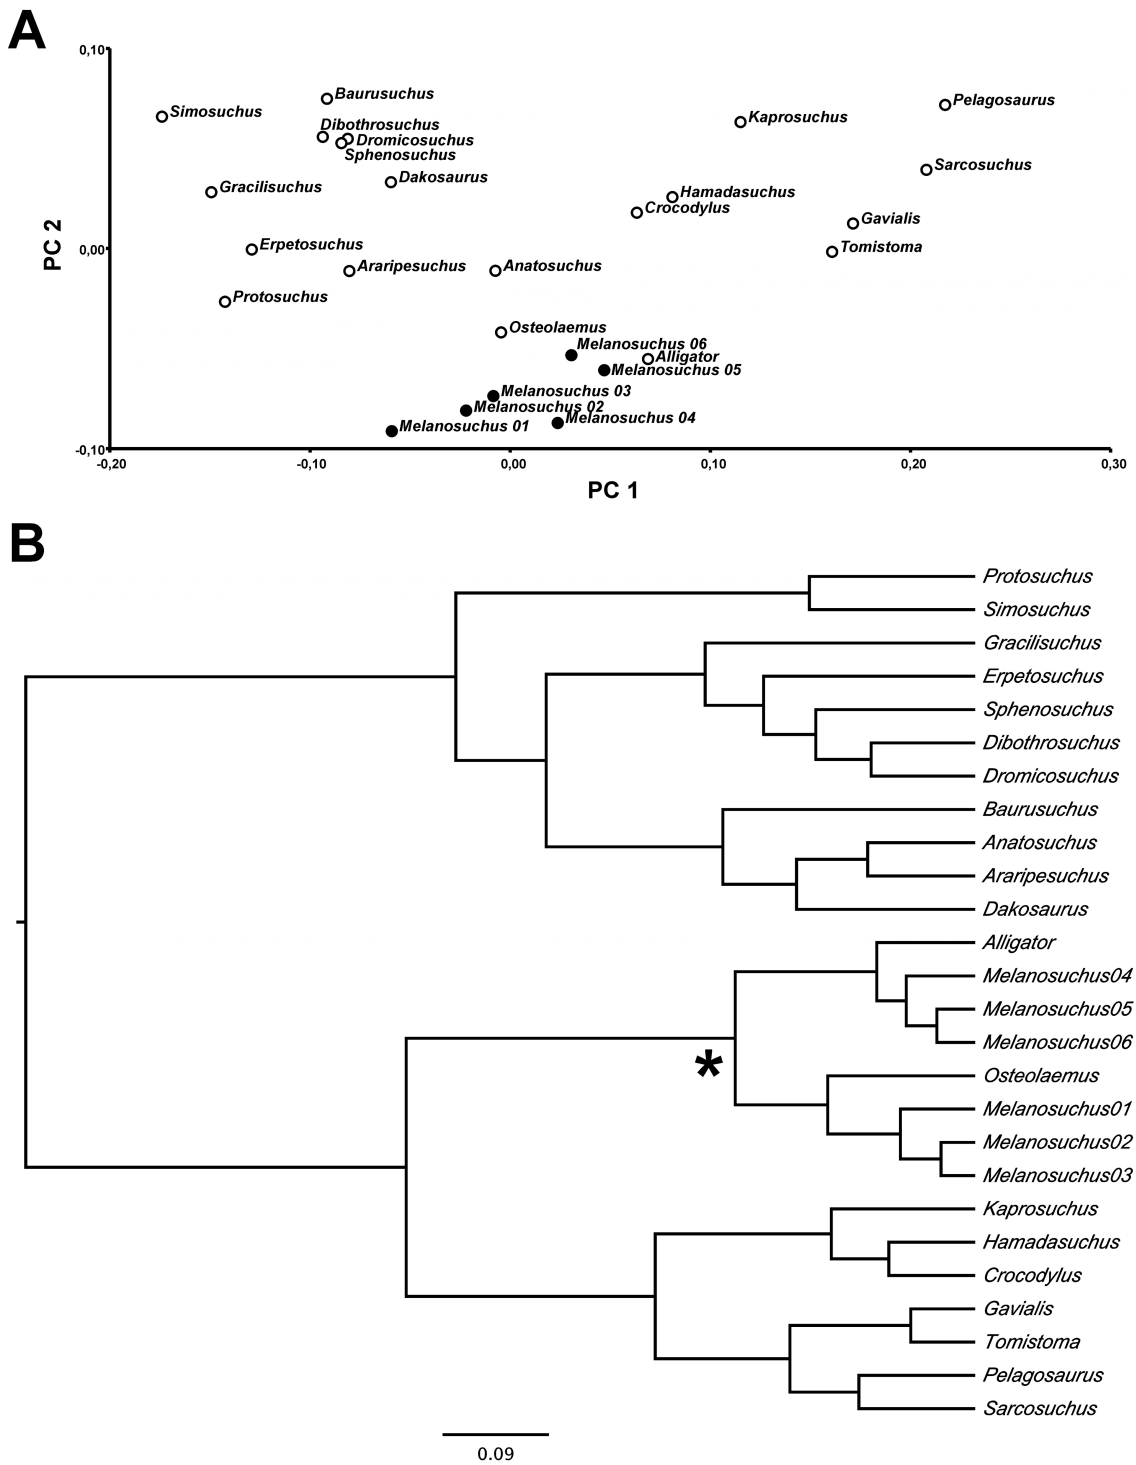 A
0,10
Baurusuchus
Pelagosaurus
Simosuchus
Kaprosuchus
Dibothrosuchus
Dromicosuchus
Sphenosuchus
Sarcosuchus
Dakosaurus
Gracilisuchus
Hamadasuchus
Crocodylus
Gavialis
PC 2
0,00
Erpetosuchus
Tomistoma
Araripesuchus
Anatosuchus
Protosuchus
Osteolaemus
Melanosuchus 06
Alligator
Melanosuchus 05
Melanosuchus 03
Melanosuchus 02
Melanosuchus 04
Melanosuchus 01
-0,10
-0,20 -0,10 0,00 0,10 0,20 0,30
PC 1
B
Protosuchus
Simosuchus
Gracilisuchus
Erpetosuchus
Sphenosuchus
Dibothrosuchus
Dromicosuchus
Baurusuchus
Anatosuchus
Araripesuchus
Dakosaurus
Alligator
Melanosuchus04
Melanosuchus05
Melanosuchus06
*
Osteolaemus
Melanosuchus01
Melanosuchus02
Melanosuchus03
Kaprosuchus
Hamadasuchus
Crocodylus
Gavialis
Tomistoma
Pelagosaurus
Sarcosuchus
0.09